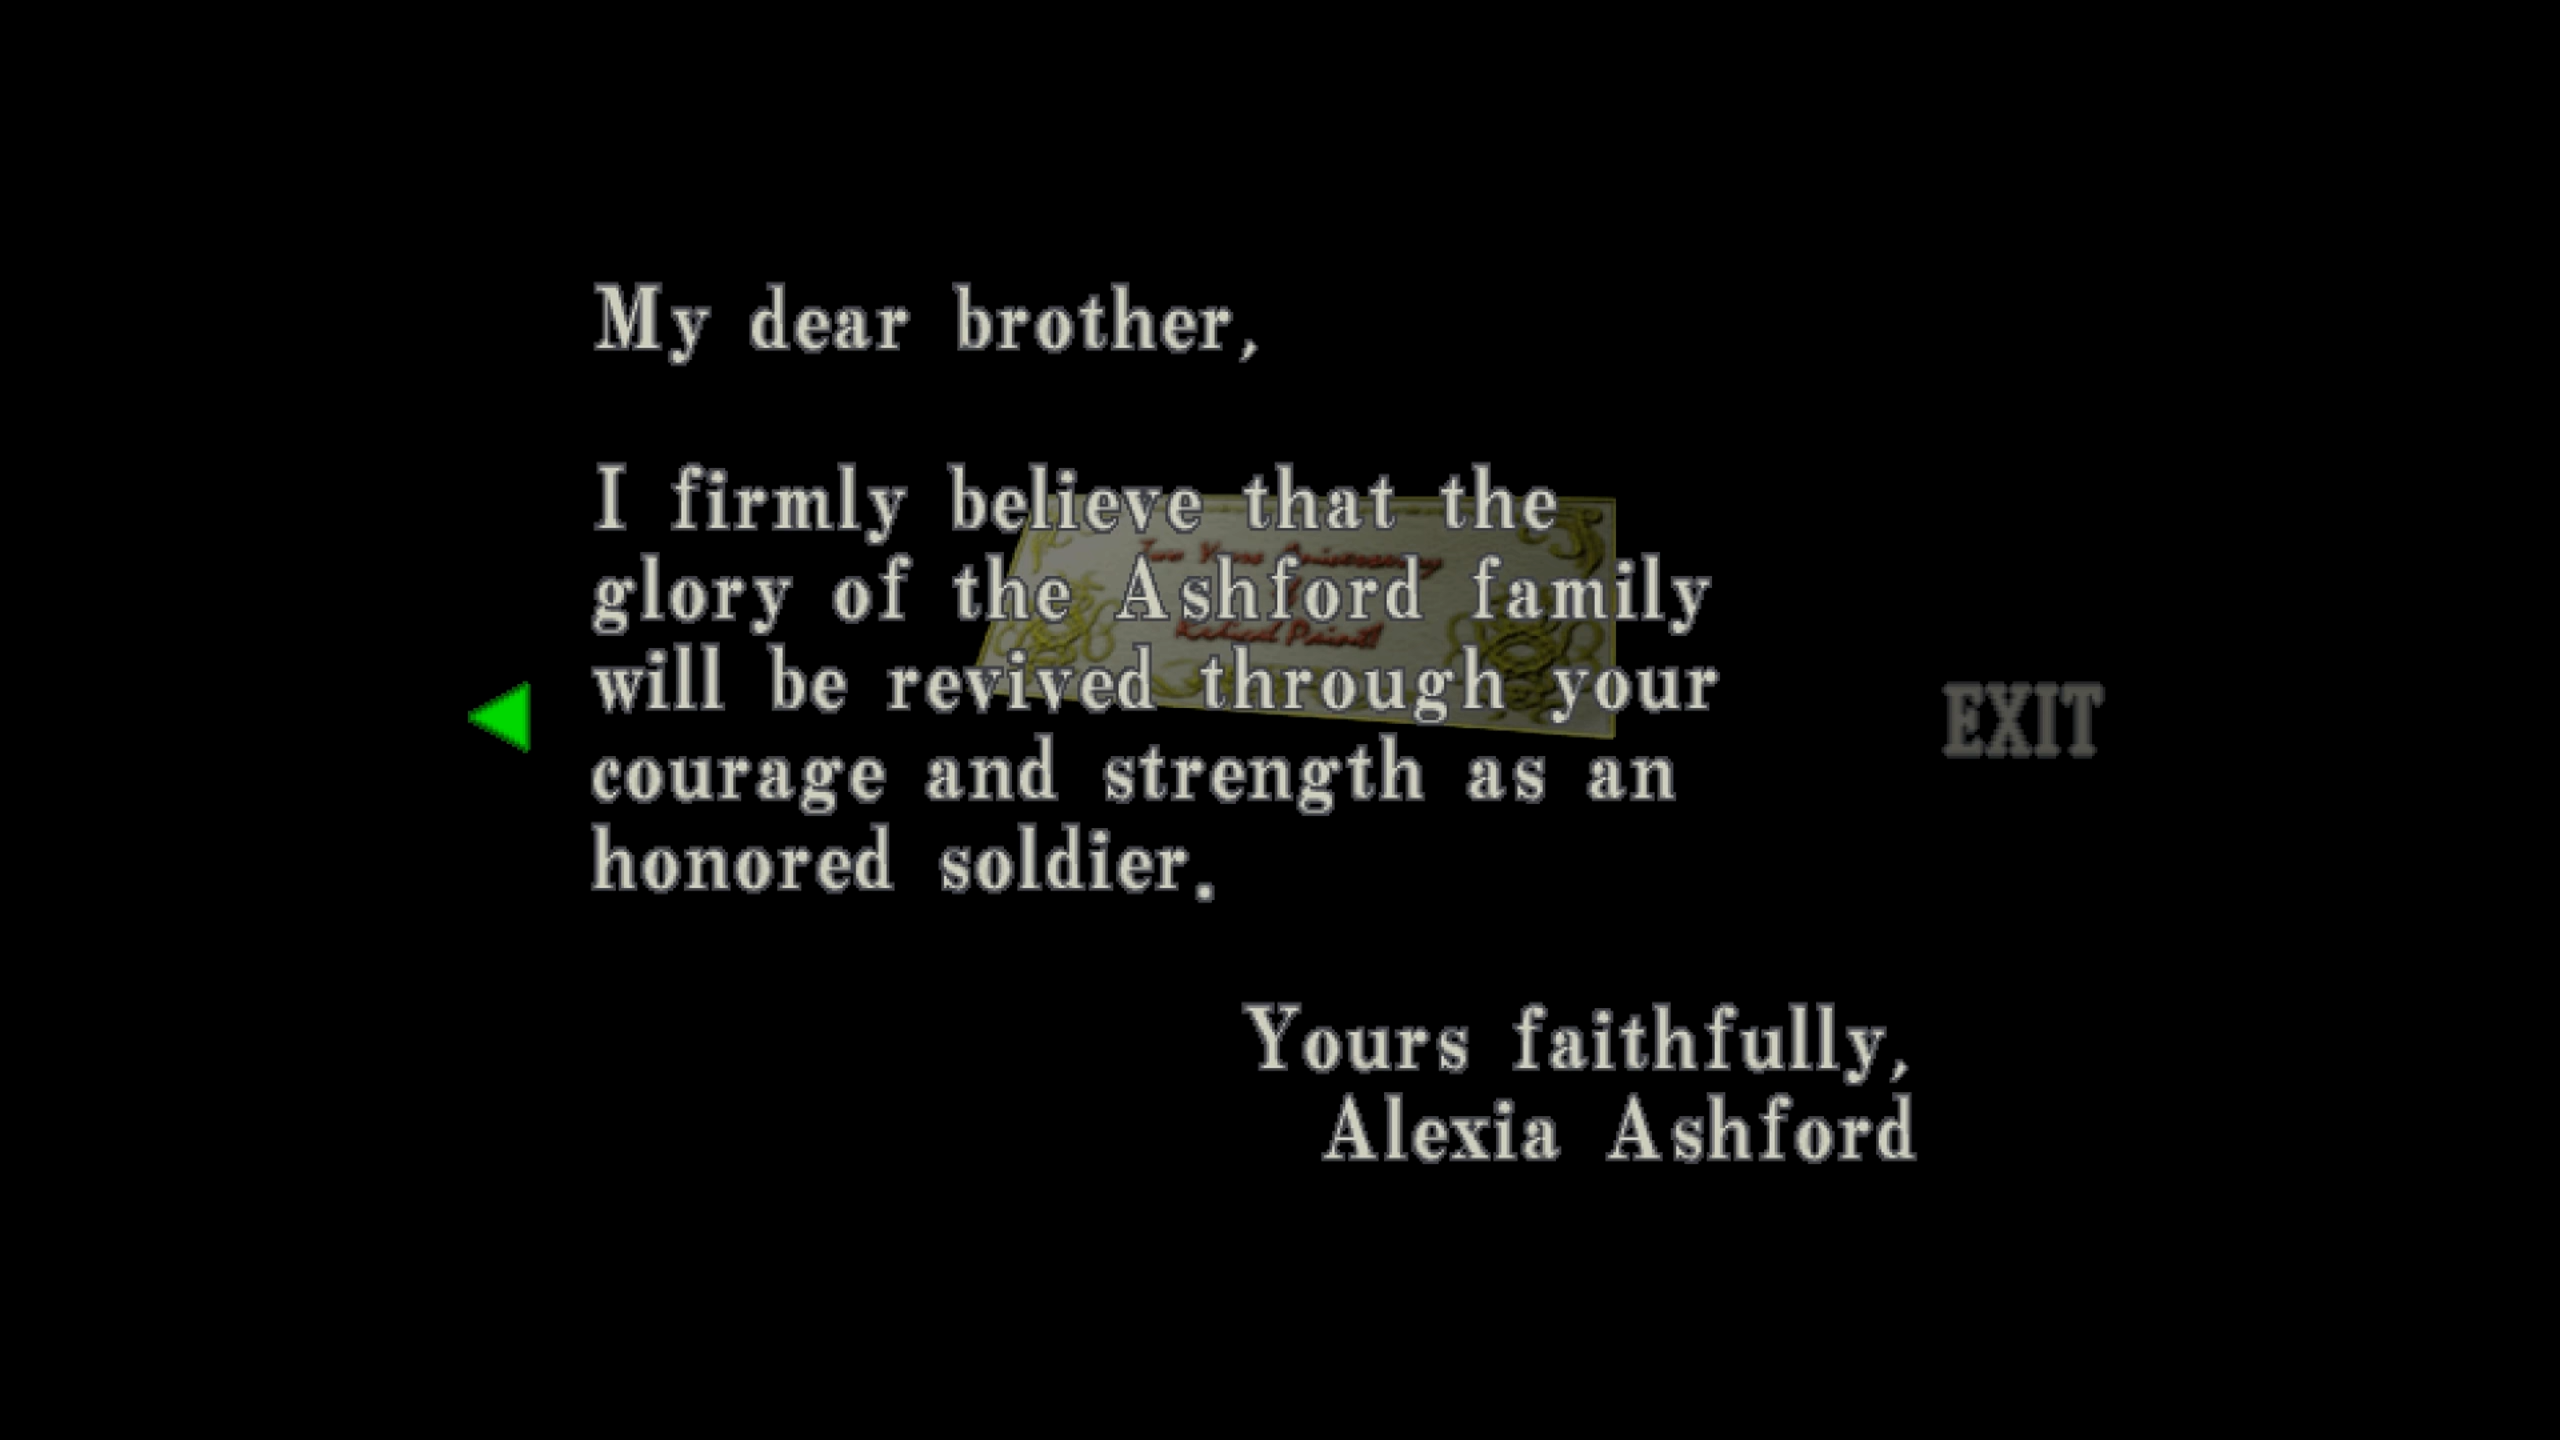 My dear brother,
I firmly believe that the
glory of the Ashford family
will be revived through your
courage and strength as an
honored soldier.
Yours faithfully,
Alexia Ashford
EXIT